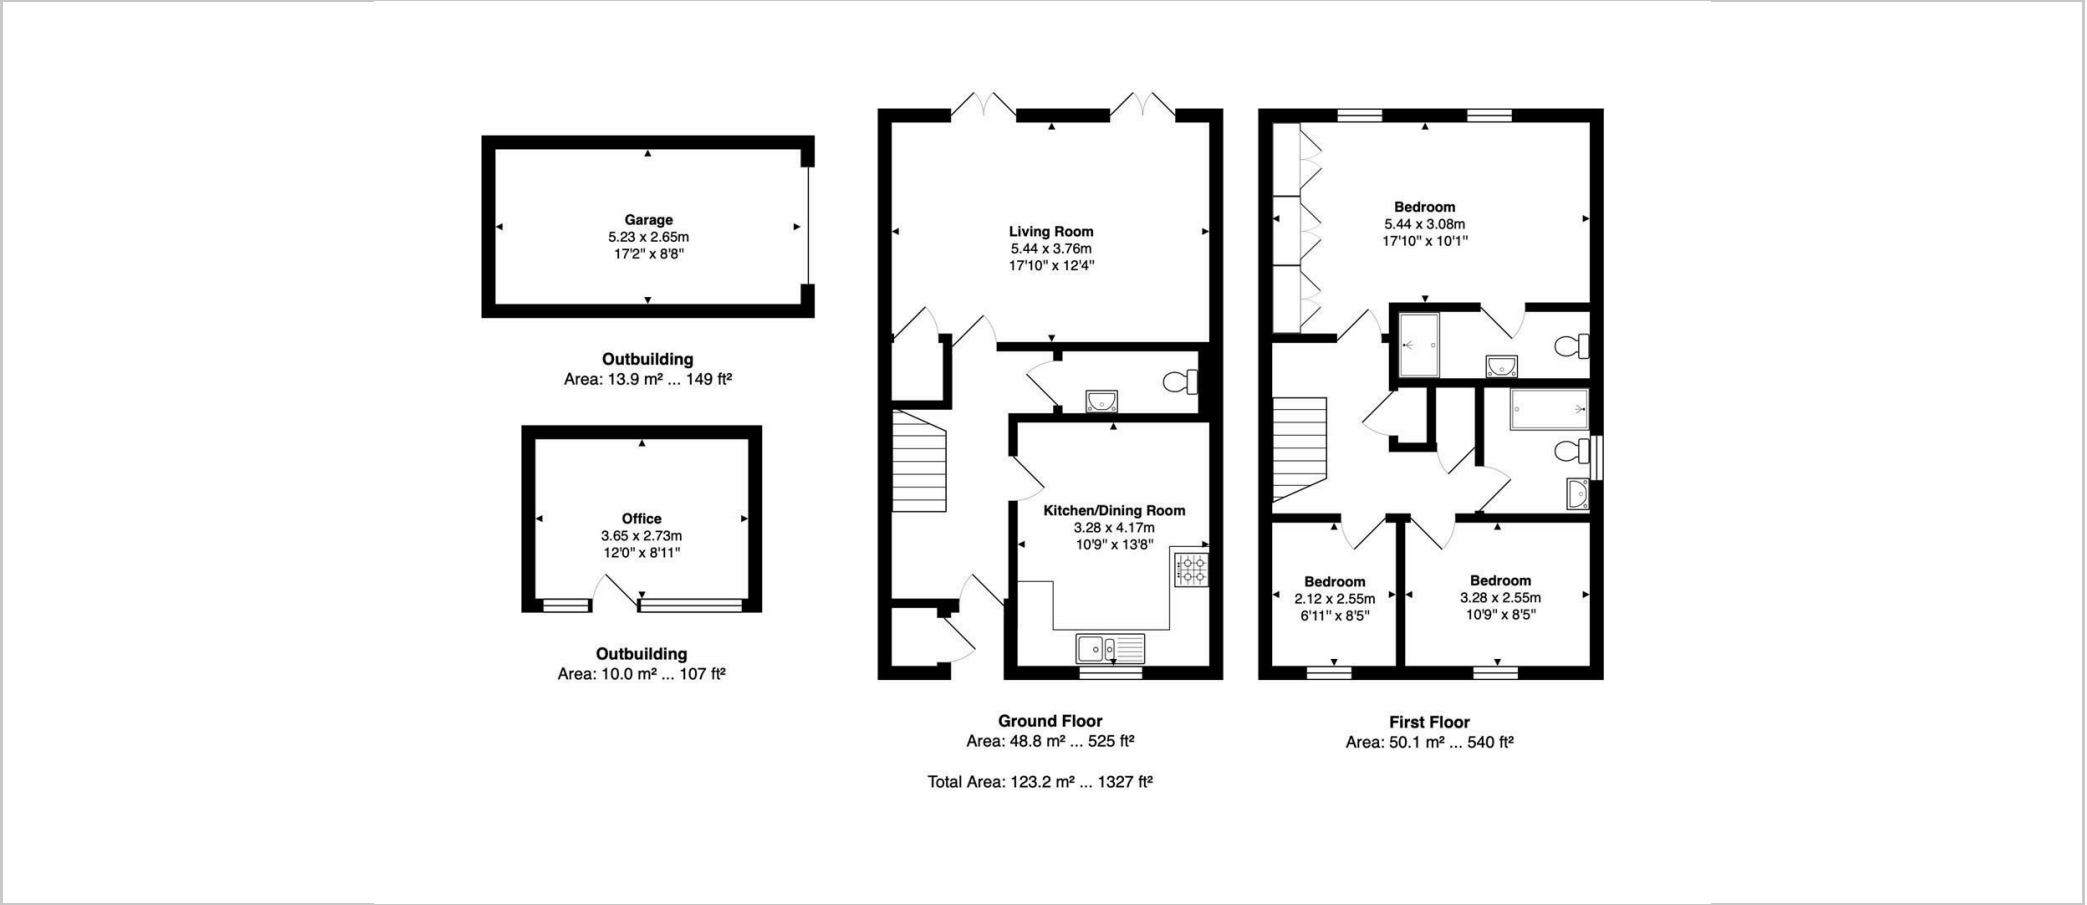 Garage
5.23 x 2.65m
17'2" x 8'8"
Outbuilding
Area: 13.9 m² ... 149 ft²
Office
3.65 x 2.73m
12'0" x 8'11"
Outbuilding
Area: 10.0 m² ... 107 ft²
Living Room
5.44 x 3.76m
17'10" x 12'4"
Kitchen/Dining Room
3.28 x 4.17m
10'9" x 13'8"
Ground Floor
Area: 48.8 m² ... 525 ft²
Total Area: 123.2 m² ... 1327 ft²
Bedroom
5.44 x 3.08m
17'10" x 10'1"
Bedroom
2.12 x 2.55m
6'11" x 8'5"
Bedroom
3.28 x 2.55m
10'9" x 8'5"
First Floor
Area: 50.1 m² ... 540 ft²